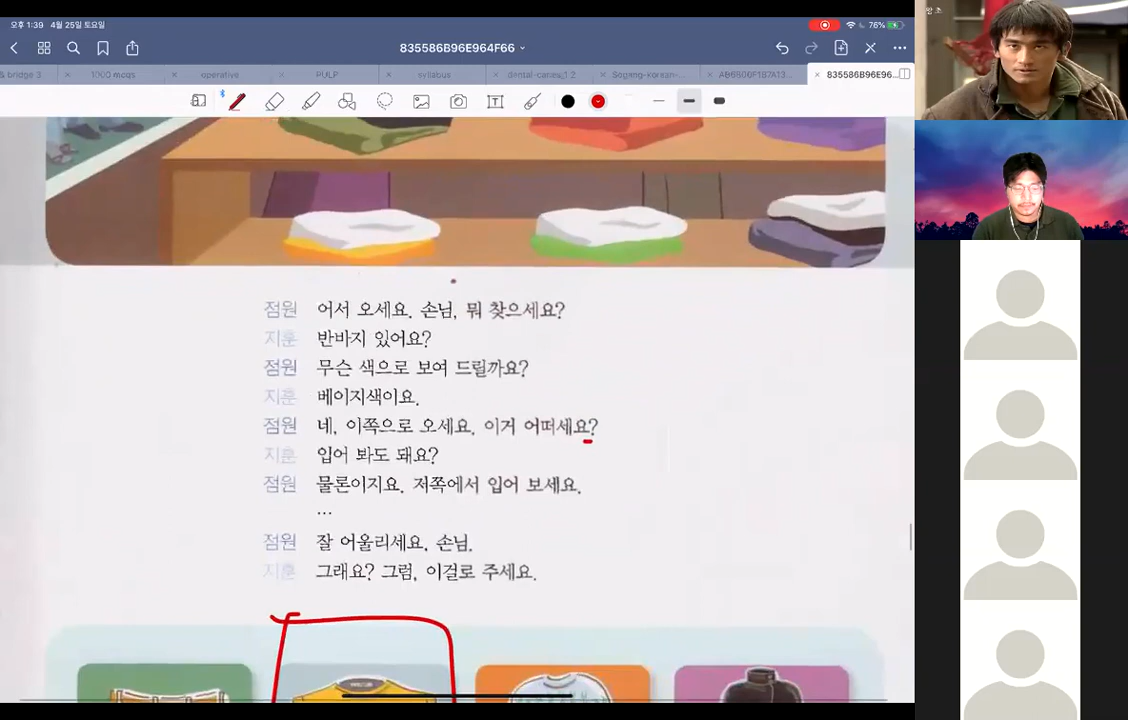 오후 1:39 4월 25일 토요일
76%
835586B96E964F66
& bridge 3
1000 mcqs
operative
PULP
syllabus
dental-caries_1 2
Sogang-korean-...
835586B96E96...
점원 어서 오세요. 손님, 뭐 찾으세요?
지훈 반바지 있어요?
점원 무슨 색으로 보여 드릴까요?
지훈 베이지색이요.
점원 네, 이쪽으로 오세요. 이거 어떠세요?
지훈 입어 봐도 돼요?
점원 물론이지요. 저쪽에서 입어 보세요.
...
점원 잘 어울리세요, 손님.
지훈 그래요? 그럼, 이걸로 주세요.